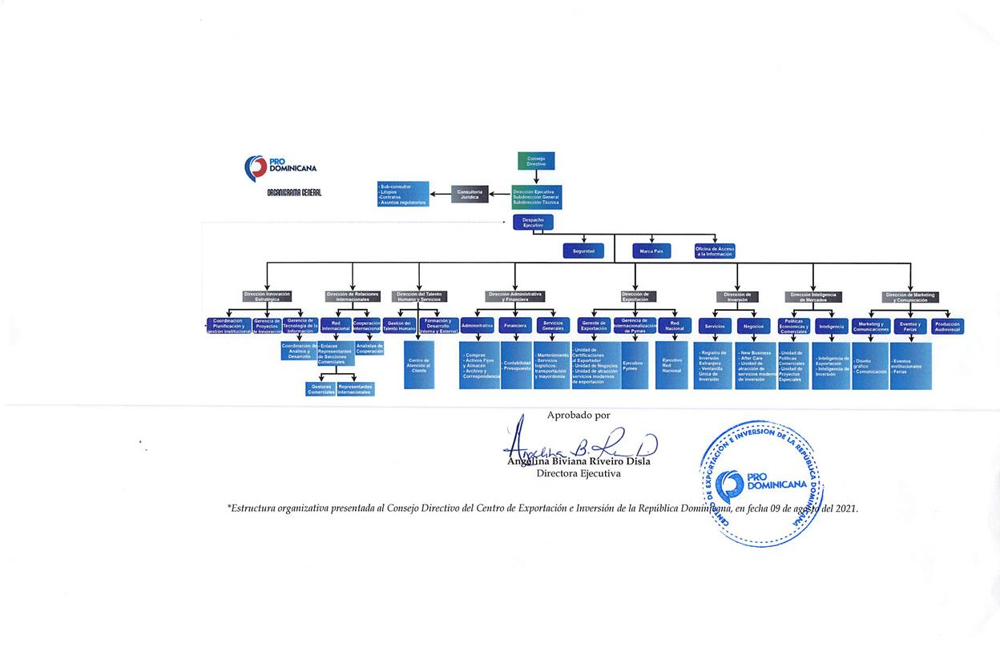 Consejo
Directivo
PRO
DOMINICANA
ORGANIGRAMA GENERAL
- Sub-consultor
- Litigios
-Contratos
- Asuntos regulatorios
Consultoría
Jurídica
Dirección Ejecutiva
Subdirección General
Subdirección Técnica
Despacho
Ejecutivo
Seguridad
Marca País
Oficina de Acceso
a la Información
Dirección Innovación
Estratégica
Dirección de Relaciones
Internacionales
Dirección del Talento
Humano y Servicios
Dirección Administrativa
y Financiera
Dirección de
Exportación
Dirección de
Inversión
Dirección Inteligencia
de Mercados
Dirección de Marketing
y Comunicación
Coordinación
Planificación y
gestión institucional
Gerencia de
Proyectos
de Innovación
Gerencia de
Tecnología de la
Información
Red
Internacional
Cooperación
Internacional
Gestión del
Talento Humano
Formación y
Desarrollo
(Interna y Externa)
Administrativa
Financiera
Servicios
Generales
Gerente de
Exportación
Gerencia de
Internacionalización
de Pymes
Red
Nacional
Servicios
Negocios
Políticas
Económicas y
Comerciales
Inteligencia
Marketing y
Comunicaciones
Eventos y
Ferias
Producción
Audiovisual
Coordinación de
Análisis y
Desarrollo
- Enlaces
Representantes
de Secciones
Comerciales
Analistas de
Cooperación
Centro de
Atención al
Cliente
- Compras
- Activos Fijos
y Almacén
- Archivo y
Correspondencia
- Contabilidad
- Presupuesto
- Mantenimiento
- Servicios
logísticos:
transportación
y mayordomía
- Unidad de
Certificaciones
al Exportador
- Unidad de Negocios
- Unidad de atracción
servicios modernos
de exportación
Ejecutivo
Pymes
Ejecutivo
Red
Nacional
- Registro de
Inversión
Extranjera
- Ventanilla
Única de
Inversión
- New Business
- After Care
- Unidad de
atracción de
servicios moderno
de inversión
- Unidad de
Políticas
Comerciales
- Unidad de
Proyectos
Especiales
- Inteligencia de
Exportación
- Inteligencia de
Inversión
- Diseño
gráfico
- Comunicación
- Eventos
institucionales
- Ferias
Gestores
Comerciales
Representantes
Internacionales
Aprobado por
Angelina B. R. D.
Angelina Biviana Riveiro Disla
Directora Ejecutiva
CENTRO DE EXPORTACIÓN E INVERSIÓN DE LA REPÚBLICA DOMINICANA
PRO
DOMINICANA
*Estructura organizativa presentada al Consejo Directivo del Centro de Exportación e Inversión de la República Dominicana, en fecha 09 de agosto del 2021.